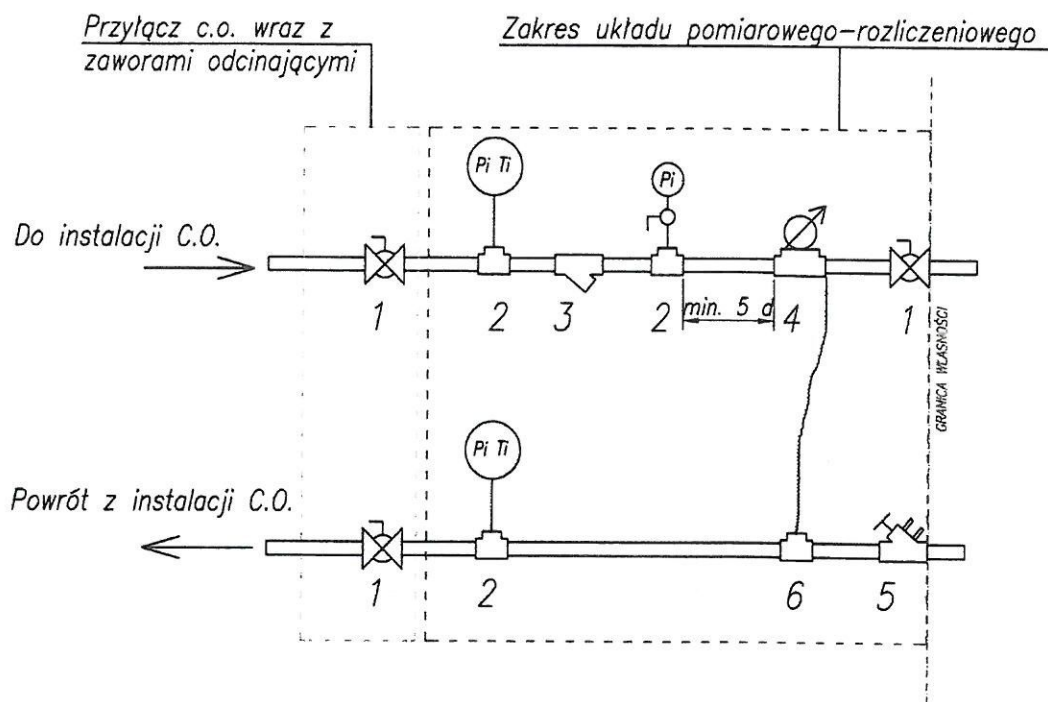 Przyłącz c.o. wraz z
zaworami odcinającymi
Zakres układu pomiarowego-rozliczeniowego
Pi Ti
Pi
Do instalacji C.O.
1
2
3
2
min. 5 d
4
1
GRANICA WŁASNOŚCI
Pi Ti
Powrót z instalacji C.O.
1
2
6
5